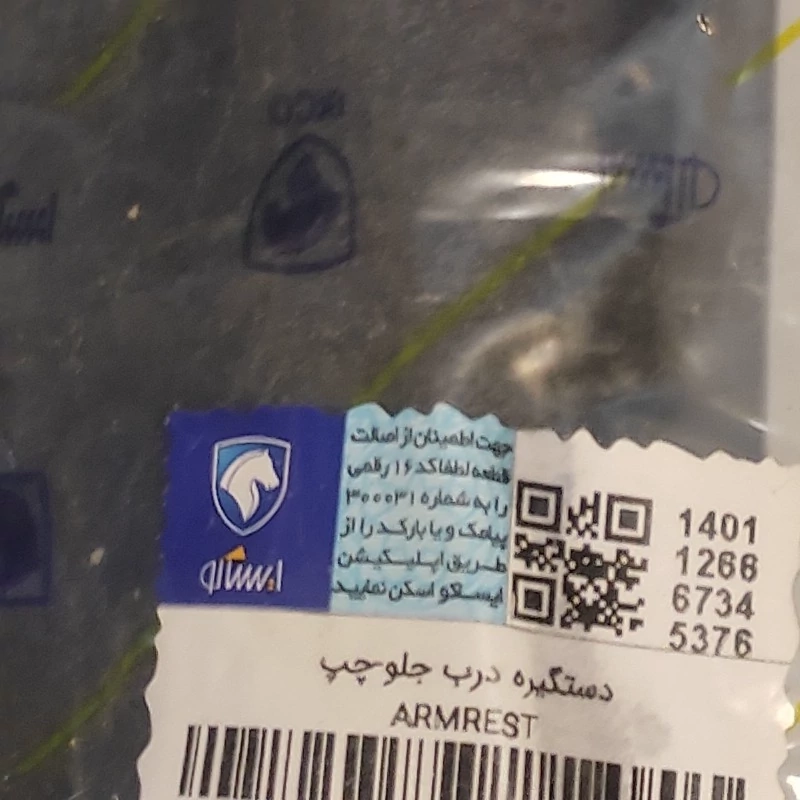 ISACO
ایساکو
جهت اطمینان از اصالت
قطعه لطفا کد ۱۶ رقمی
را به شماره ۳۰۰۰۳۱
پیامک و یا بارکد را از
طریق اپلیکیشن
ایساکو اسکن نمایید
1401
1266
6734
5376
دستگیره درب جلو چپ
ARMREST